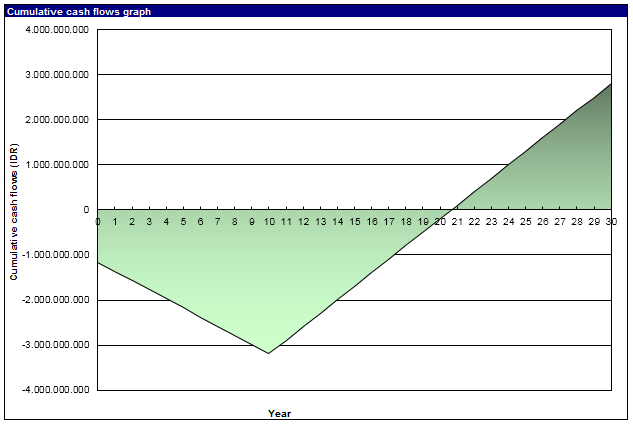 Cumulative cash flows graph
4.000.000.000
3.000.000.000
2.000.000.000
1.000.000.000
0
-1.000.000.000
-2.000.000.000
-3.000.000.000
-4.000.000.000
Cumulative cash flows (IDR)
0 1 2 3 4 5 6 7 8 9 10 11 12 13 14 15 16 17 18 19 20 21 22 23 24 25 26 27 28 29 30
Year